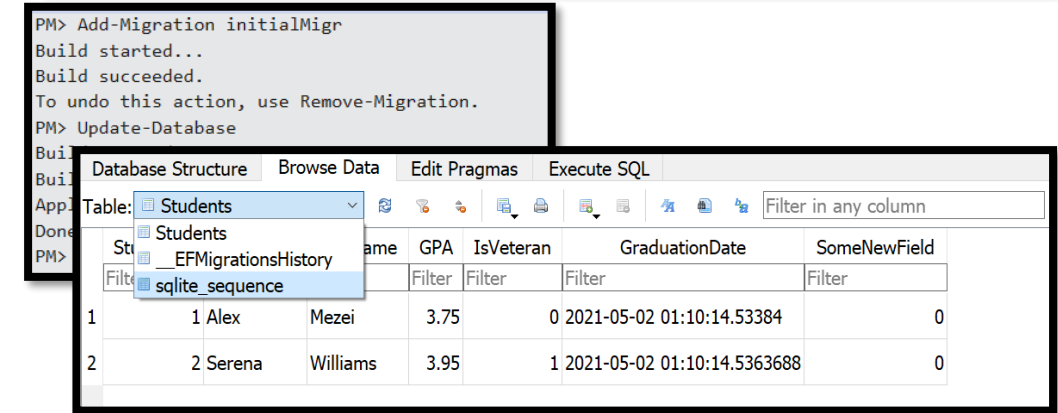 PM> Add-Migration initialMigr
Build started...
Build succeeded.
To undo this action, use Remove-Migration.
PM> Update-Database
PM>
Database Structure Browse Data Edit Pragmas Execute SQL
Table: Students Filter in any column
Students
__EFMigrationsHistory
sqlite_sequence
GPA IsVeteran GraduationDate SomeNewField
Filter Filter Filter Filter
1 1 Alex Mezei 3.75 0 2021-05-02 01:10:14.53384 0
2 2 Serena Williams 3.95 1 2021-05-02 01:10:14.5363688 0